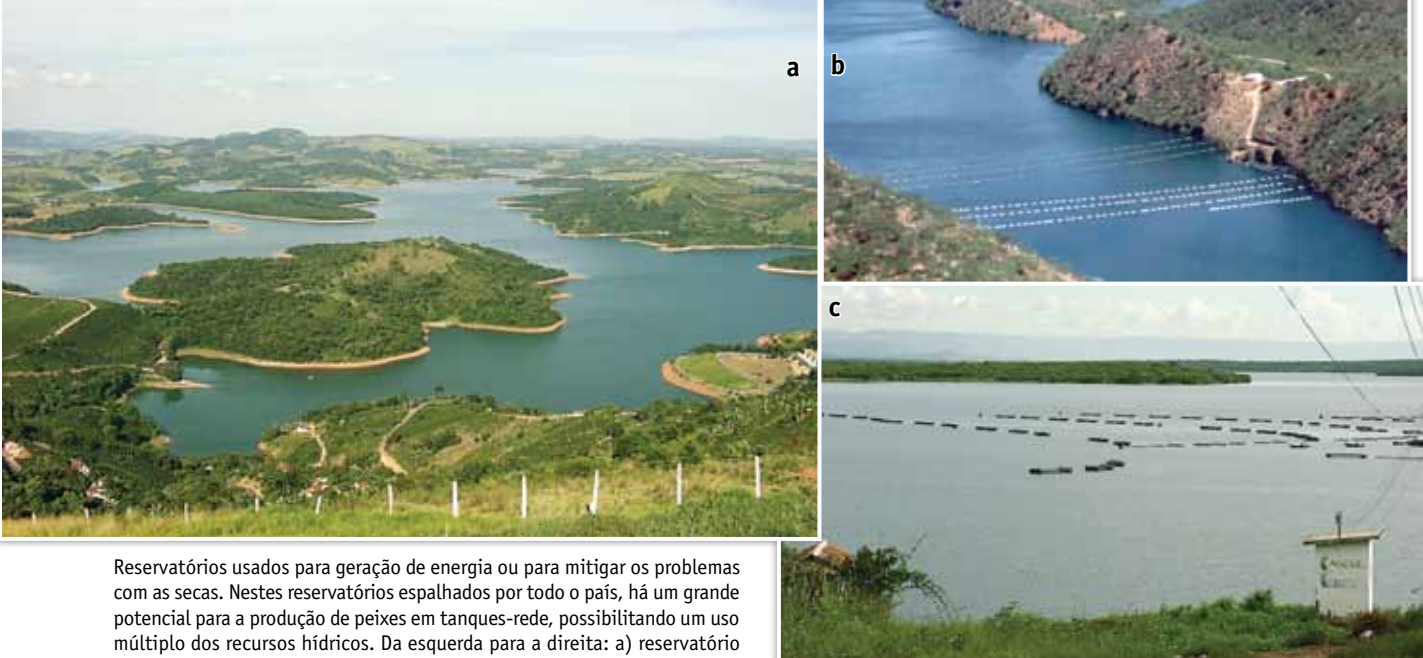 a
b
c
Reservatórios usados para geração de energia ou para mitigar os problemas
com as secas. Nestes reservatórios espalhados por todo o país, há um grande
potencial para a produção de peixes em tanques-rede, possibilitando um uso
múltiplo dos recursos hídricos. Da esquerda para a direita: a) reservatório